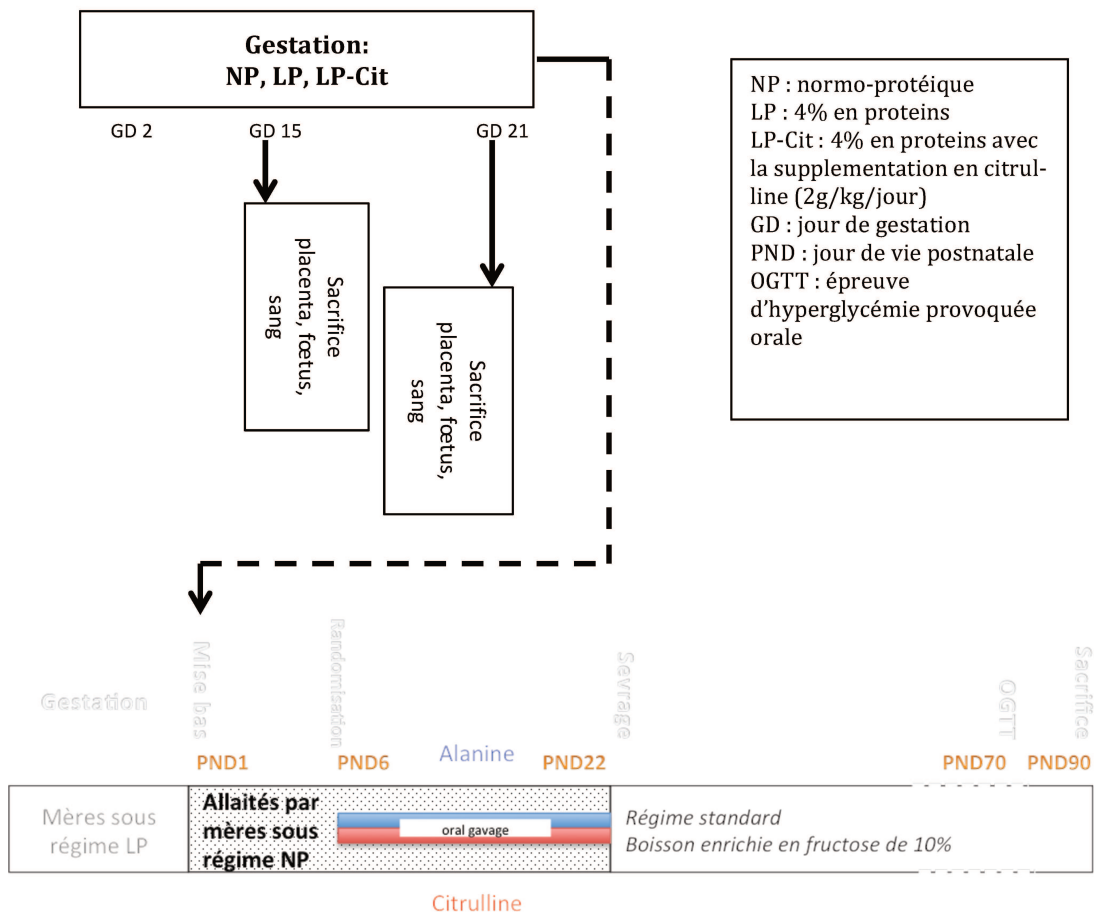 Gestation:
NP, LP, LP-Cit
GD 2
GD 15
GD 21
Sacrifice
placenta, fœtus,
sang
Sacrifice
placenta, fœtus,
sang
NP : normo-protéique
LP : 4% en proteins
LP-Cit : 4% en proteins avec
la supplementation en citrul-
line (2g/kg/jour)
GD : jour de gestation
PND : jour de vie postnatale
OGTT : épreuve
d'hyperglycémie provoquée
orale
Gestation
Mise bas
Randomisation
Sevrage
OGTT
Sacrifice
PND1
PND6
Alanine
PND22
PND70
PND90
Mères sous
régime LP
Allaités par
mères sous
régime NP
oral gavage
Régime standard
Boisson enrichie en fructose de 10%
Citrulline